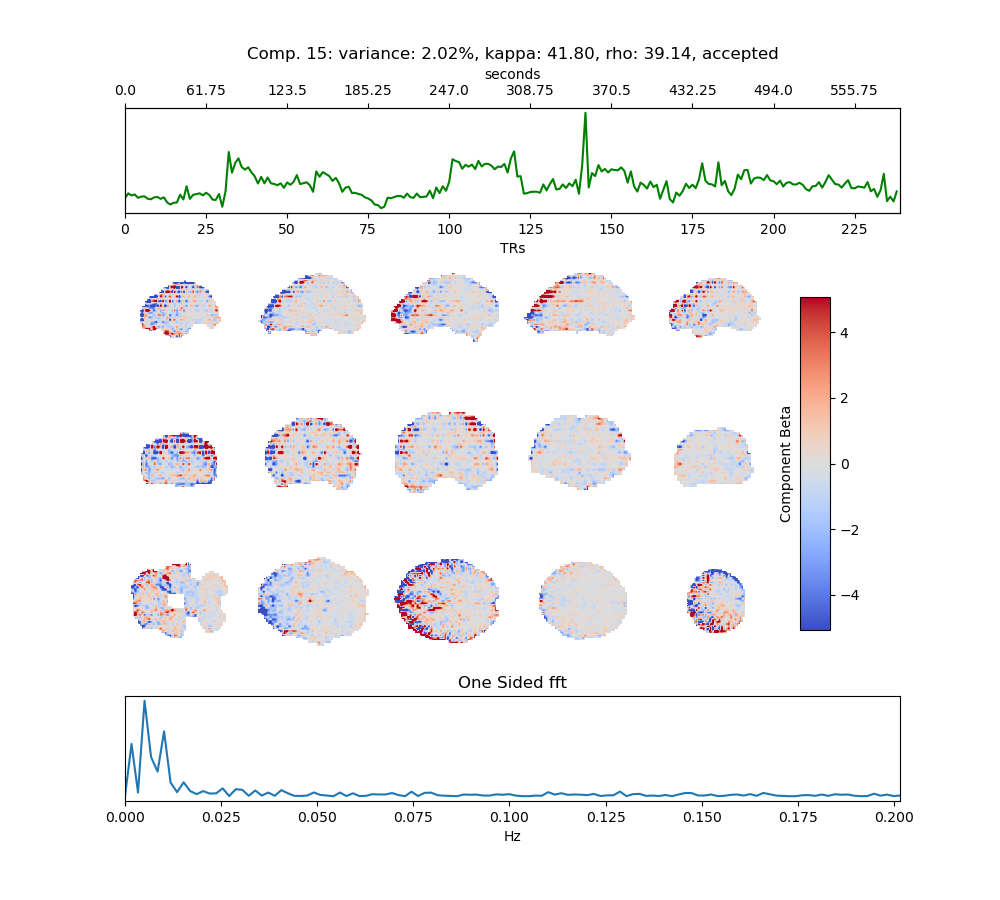 Comp. 15: variance: 2.02%, kappa: 41.80, rho: 39.14, accepted
seconds
0.0 61.75 123.5 185.25 247.0 308.75 370.5 432.25 494.0 555.75
0 25 50 75 100 125 150 175 200 225
TRs
4
2
0
−2
−4
Component Beta
One Sided fft
0.000 0.025 0.050 0.075 0.100 0.125 0.150 0.175 0.200
Hz